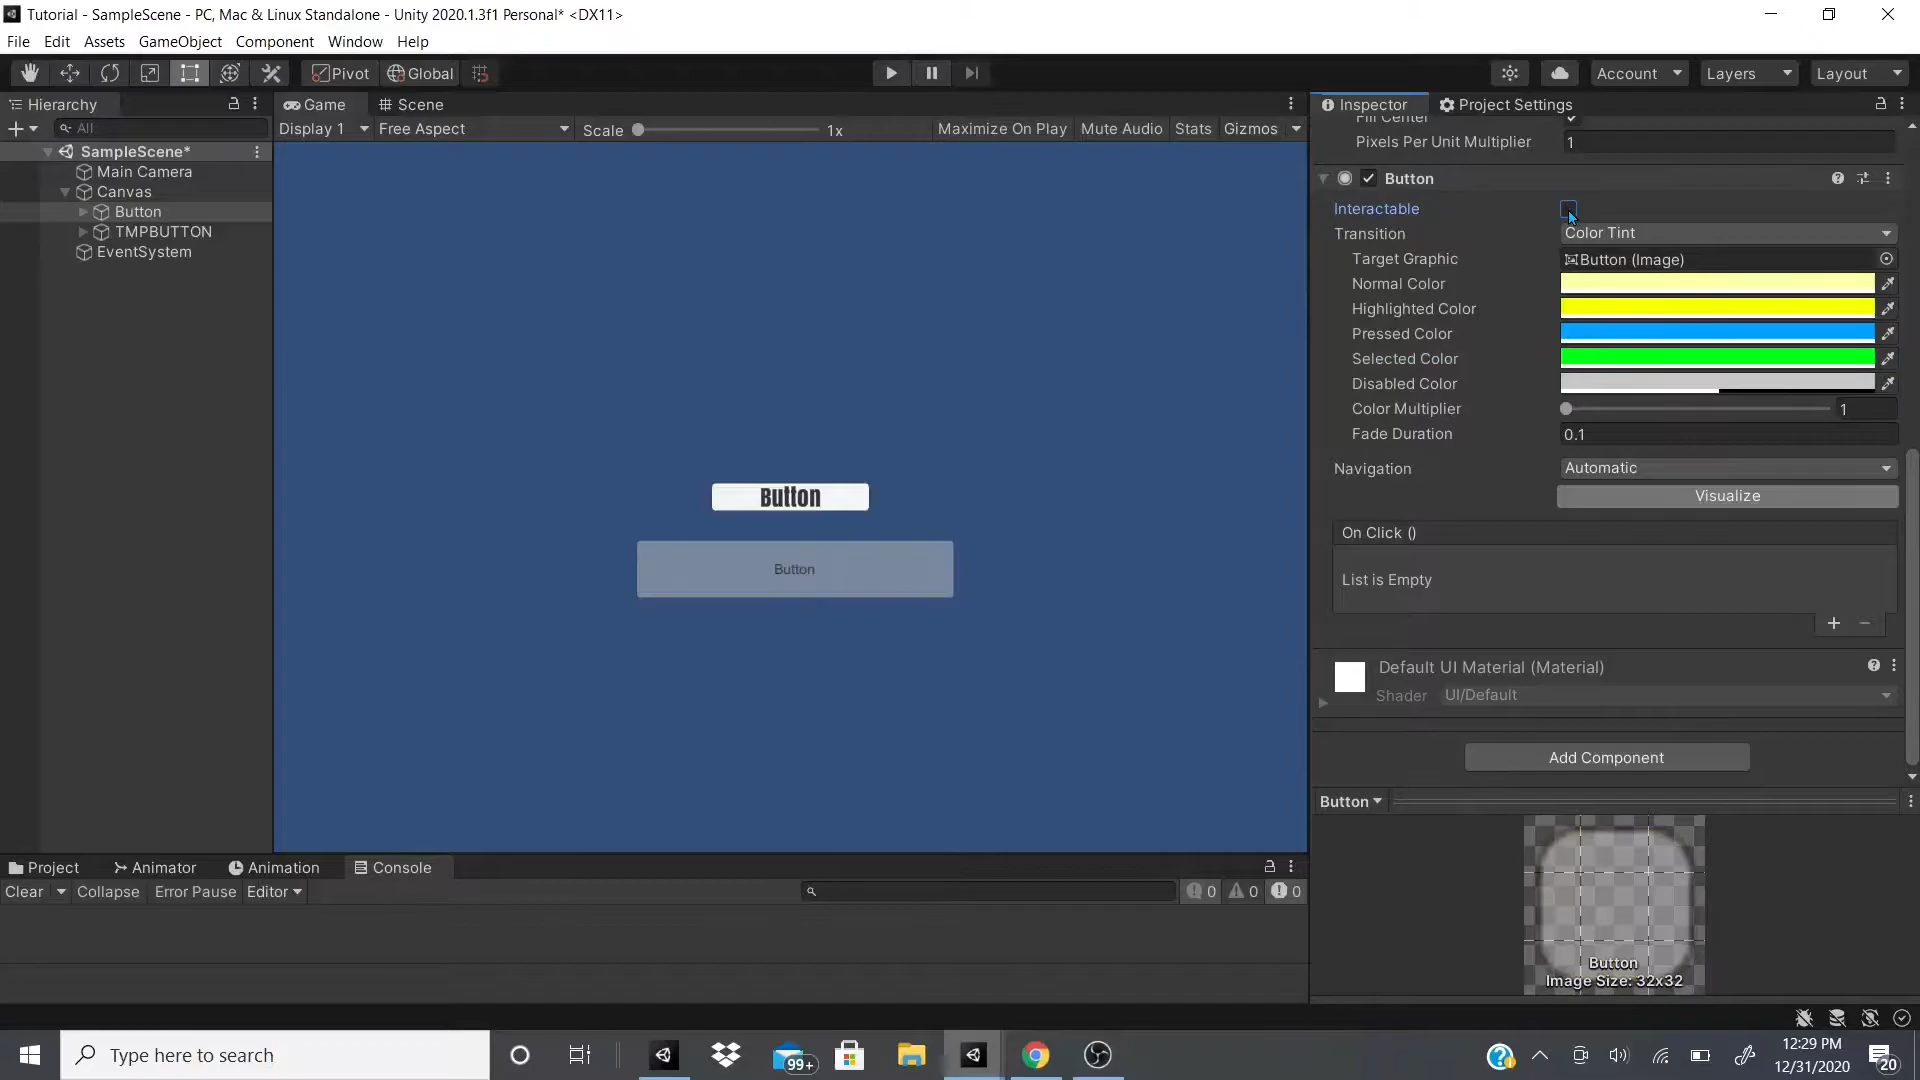 Tutorial - SampleScene - PC, Mac & Linux Standalone - Unity 2020.1.3f1 Personal* <DX11>
File Edit Assets GameObject Component Window Help
Pivot Global Account Layers Layout
Hierarchy Game Scene Inspector Project Settings
All Display 1 Free Aspect Scale 1x Maximize On Play Mute Audio Stats Gizmos
Fill Center
Pixels Per Unit Multiplier 1
SampleScene*
Main Camera
Canvas
Button
TMPBUTTON
EventSystem
Button
Interactable
Transition Color Tint
Target Graphic Button (Image)
Normal Color
Highlighted Color
Pressed Color
Selected Color
Disabled Color
Color Multiplier 1
Fade Duration 0.1
Navigation Automatic
Visualize
On Click ()
List is Empty
Button
Button
Default UI Material (Material)
Shader UI/Default
Add Component
Button
Button
Image Size: 32x32
Project Animator Animation Console
Clear Collapse Error Pause Editor 0 0 0
Type here to search
99+
12:29 PM
12/31/2020
20